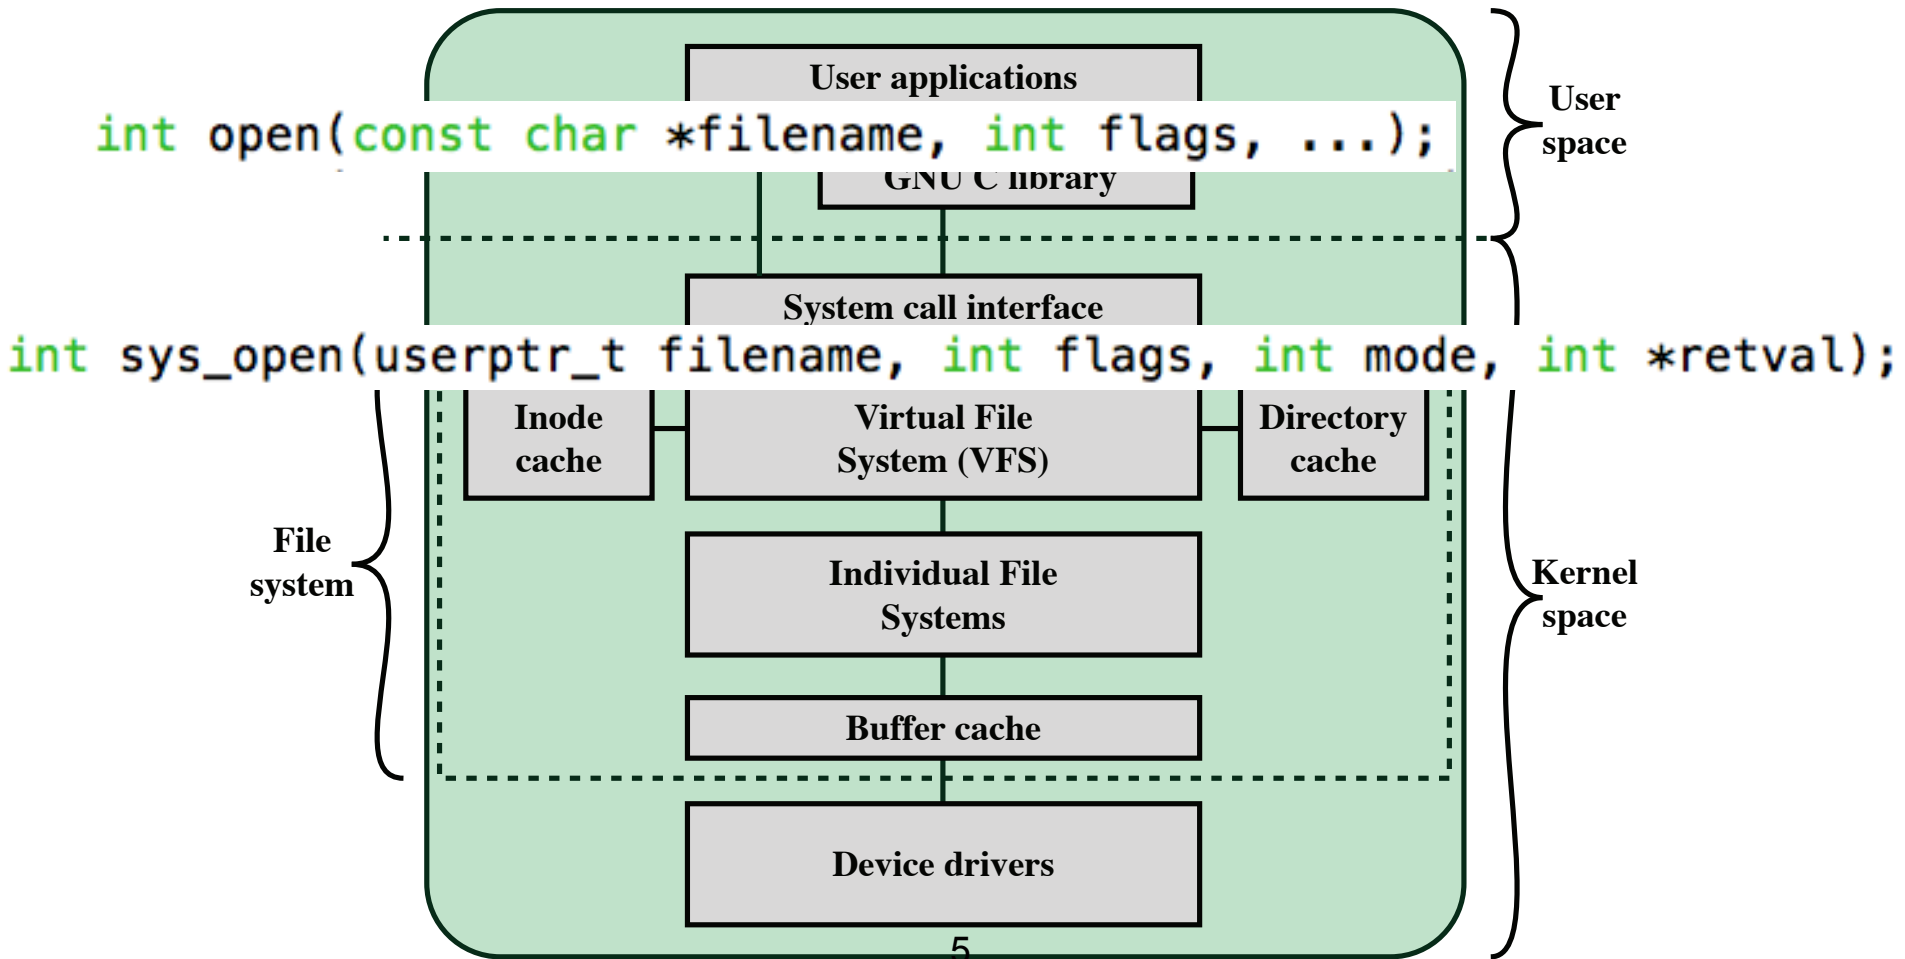 User applications
User
space
int open(const char *filename, int flags, ...);
GNU C library
System call interface
int sys_open(userptr_t filename, int flags, int mode, int *retval);
Inode
cache
Virtual File
System (VFS)
Directory
cache
File
system
Individual File
Systems
Kernel
space
Buffer cache
Device drivers
5